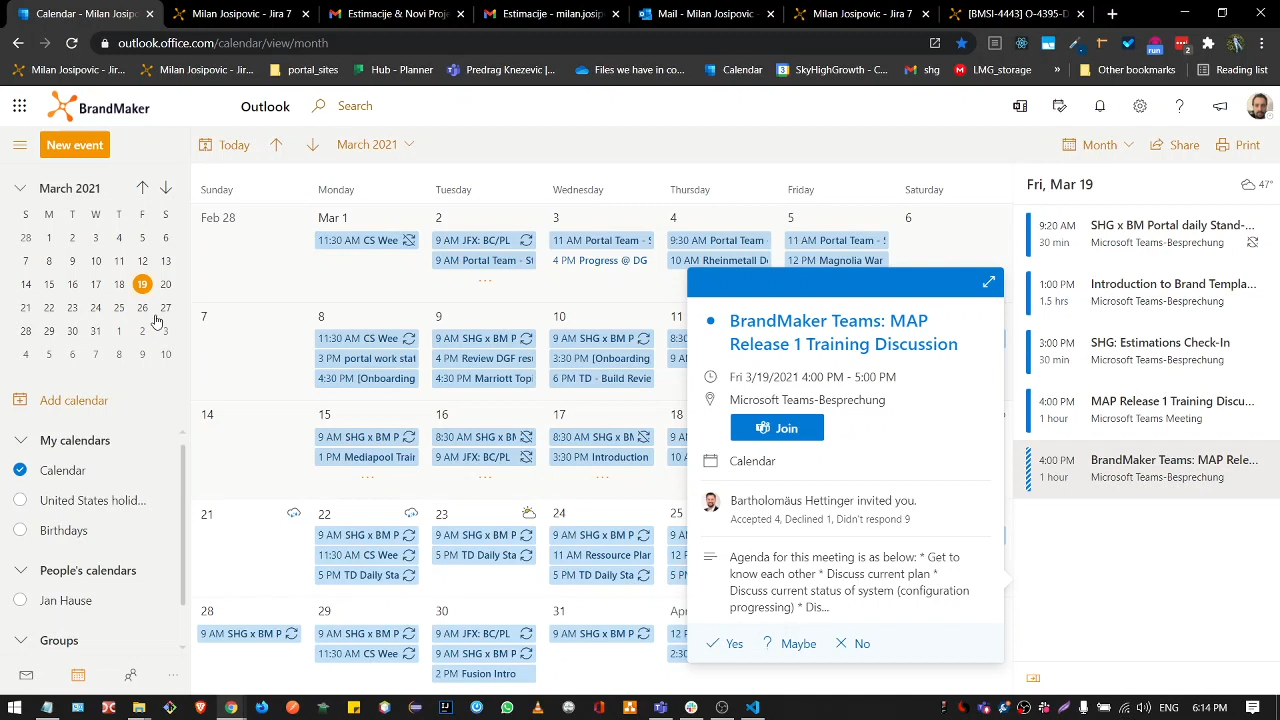 Calendar - Milan Josipovic -
Milan Josipovic - Jira 7
Estimacije & Novi Proj
Estimacije - milan.josip
Mail - Milan Josipovic -
Milan Josipovic - Jira 7
[BMSI-4443] O-4395-D
outlook.office.com/calendar/view/month
run
2
Milan Josipovic - Jir...
Milan Josipovic - Jir...
portal_sites
Hub - Planner
Predrag Knezevic |...
Files we have in co...
Calendar
SkyHighGrowth - C...
shg
LMG_storage
»
Other bookmarks
Reading list
BrandMaker
Outlook
Search
New event
Today
March 2021
Month
Share
Print
March 2021
S M T W T F S
28 1 2 3 4 5 6
7 8 9 10 11 12 13
14 15 16 17 18 19 20
21 22 23 24 25 26 27
28 29 30 31 1 2 3
4 5 6 7 8 9 10
Add calendar
My calendars
Calendar
United States holid...
Birthdays
People's calendars
Jan Hause
Groups
Sunday Monday Tuesday Wednesday Thursday Friday Saturday
Feb 28 Mar 1 2 3 4 5 6
11:30 AM CS Wee
9 AM JFX: BC/PL
11 AM Portal Team - S
9:30 AM Portal Team
11 AM Portal Team - S
9 AM Portal Team - St
4 PM Progress @ DG
10 AM Rheinmetall D
12 PM Magnolia War
...
7 8 9 10 11
11:30 AM CS Wee
9 AM SHG x BM P
9 AM SHG x BM P
3 PM portal work stat
4 PM Review DGF res
3:30 PM [Onboarding
9 A
4:30 PM [Onboarding
4:30 PM Marriott Topi
6 PM TD - Build Revie
14 15 16 17 18
9 AM SHG x BM P
8:30 AM SHG x BM
8:30 AM SHG x BM
9 A
1 PM Mediapool Train
9 AM JFX: BC/PL
3:30 PM Introduction
10 A
... ... ...
21 22 23 24 25
9 AM SHG x BM P
9 AM SHG x BM P
9 AM SHG x BM P
9 A
11:30 AM CS Wee
5 PM TD Daily Sta
11 AM Ressource Plar
12 F
5 PM TD Daily Sta
5 PM TD Daily Sta
28 29 30 31 Apr
9 AM SHG x BM P
9 AM SHG x BM P
9 AM JFX: BC/PL
9 AM SHG x BM P
12 F
11:30 AM CS Wee
9 AM SHG x BM P
2:30
2 PM Fusion Intro
BrandMaker Teams: MAP
Release 1 Training Discussion
Fri 3/19/2021 4:00 PM - 5:00 PM
Microsoft Teams-Besprechung
Join
Calendar
Bartholomäus Hettinger invited you.
Accepted 4, Declined 1, Didn't respond 9
Agenda for this meeting is as below: * Get to
know each other * Discuss current plan *
Discuss current status of system (configuration
progressing) * Dis...
Yes
Maybe
No
Fri, Mar 19
47°
9:20 AM SHG x BM Portal daily Stand-...
30 min Microsoft Teams-Besprechung
1:00 PM Introduction to Brand Templa...
1.5 hrs Microsoft Teams-Besprechung
3:00 PM SHG: Estimations Check-In
30 min Microsoft Teams-Besprechung
4:00 PM MAP Release 1 Training Discu...
1 hour Microsoft Teams Meeting
4:00 PM BrandMaker Teams: MAP Rele...
1 hour Microsoft Teams-Besprechung
ENG
6:14 PM